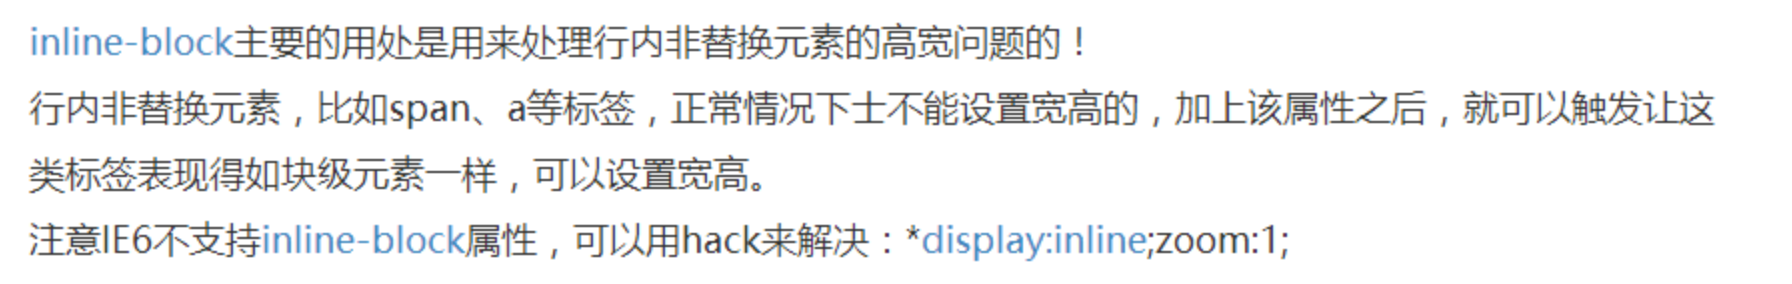 inline-block主要的用处是用来处理行内非替换元素的高宽问题的！
行内非替换元素，比如span、a等标签，正常情况下士不能设置宽高的，加上该属性之后，就可以触发让这
类标签表现得如块级元素一样，可以设置宽高。
注意IE6不支持inline-block属性，可以用hack来解决：*display:inline;zoom:1;